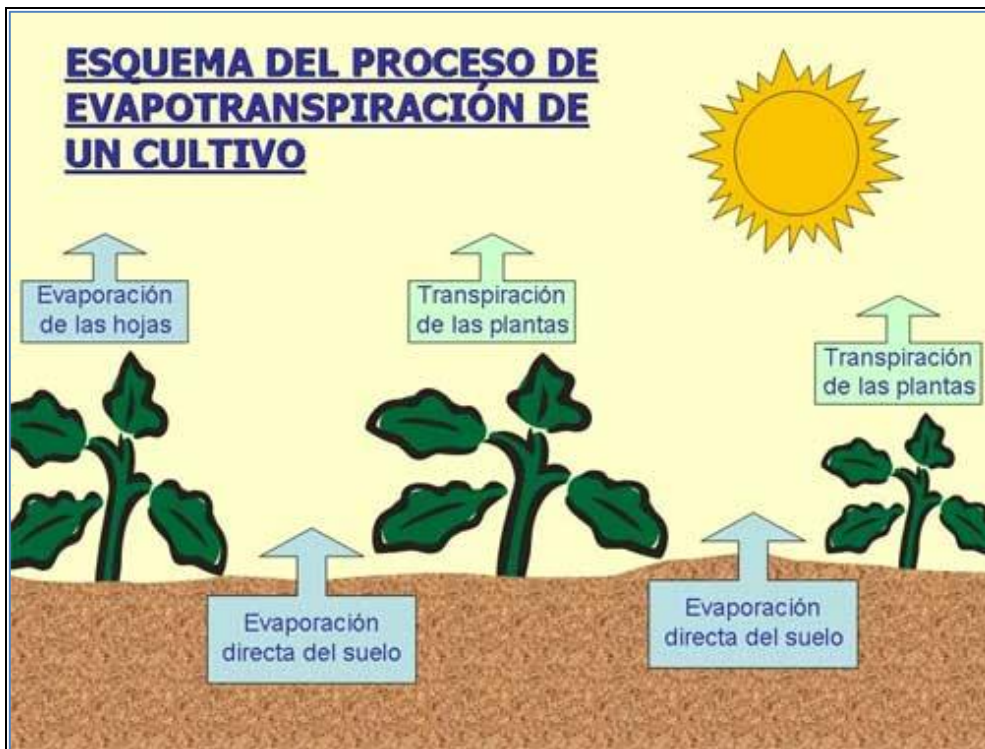 ESQUEMA DEL PROCESO DE
EVAPOTRANSPIRACIÓN DE
UN CULTIVO
Evaporación
de las hojas
Transpiración
de las plantas
Transpiración
de las plantas
Evaporación
directa del suelo
Evaporación
directa del suelo